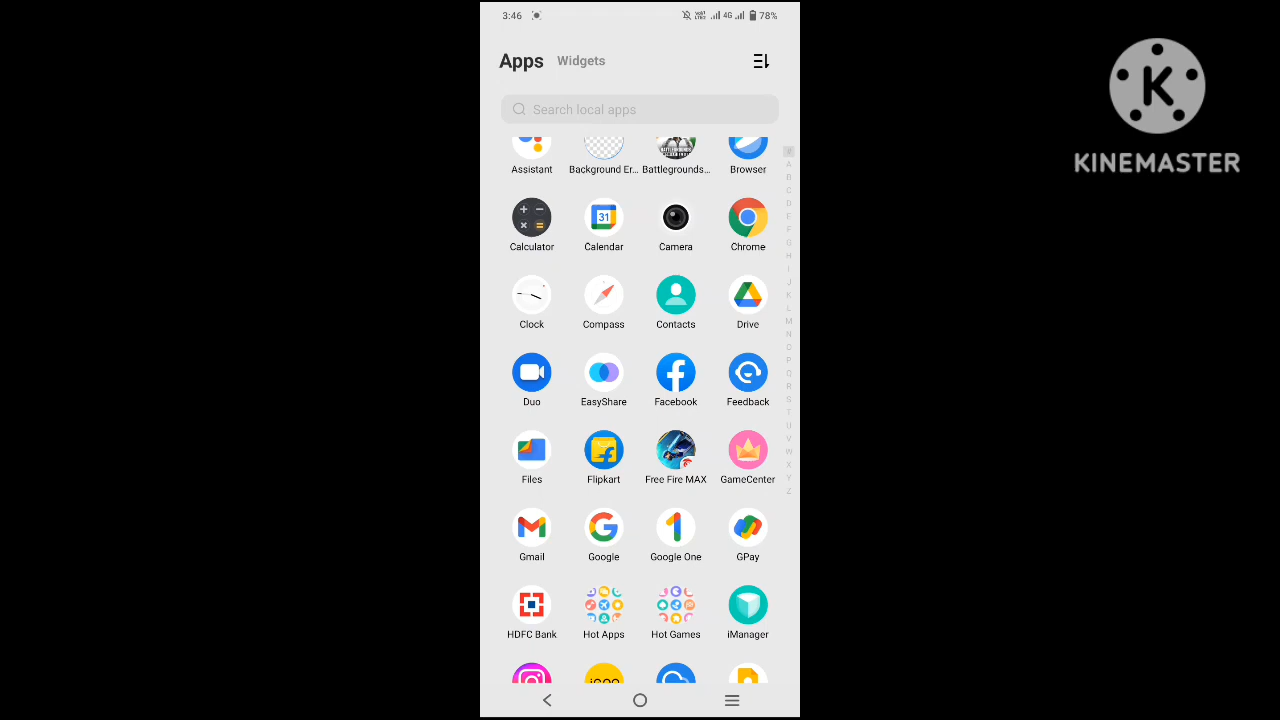 3:46 4G 78%
Apps Widgets
Search local apps
Assistant Background Er... Battlegrounds... Browser
Calculator Calendar Camera Chrome
Clock Compass Contacts Drive
Duo EasyShare Facebook Feedback
Files Flipkart Free Fire MAX GameCenter
Gmail Google Google One GPay
HDFC Bank Hot Apps Hot Games iManager
#
A
B
C
D
E
F
G
H
I
J
K
L
M
N
O
P
Q
R
S
T
U
V
W
X
Y
Z
31
K
KINEMASTER